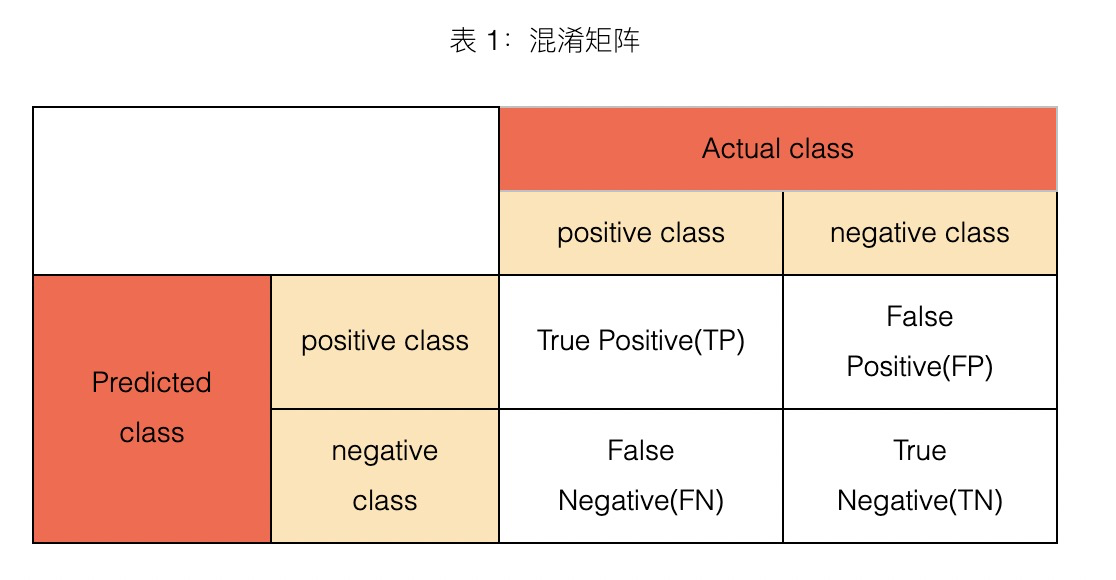 表 1：混淆矩阵
Actual class
positive class
negative class
Predicted
class
positive class
True Positive(TP)
False
Positive(FP)
negative
class
False
Negative(FN)
True
Negative(TN)